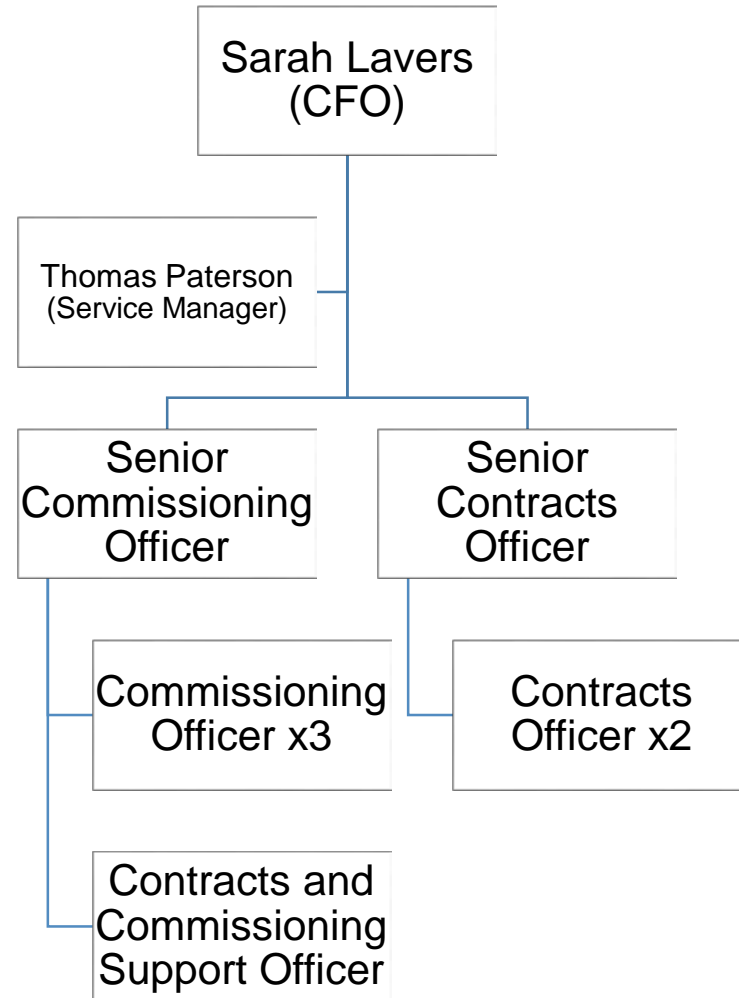 Sarah Lavers
(CFO)
Thomas Paterson
(Service Manager)
Senior
Commissioning
Officer
Senior
Contracts
Officer
Commissioning
Officer x3
Contracts
Officer x2
Contracts and
Commissioning
Support Officer